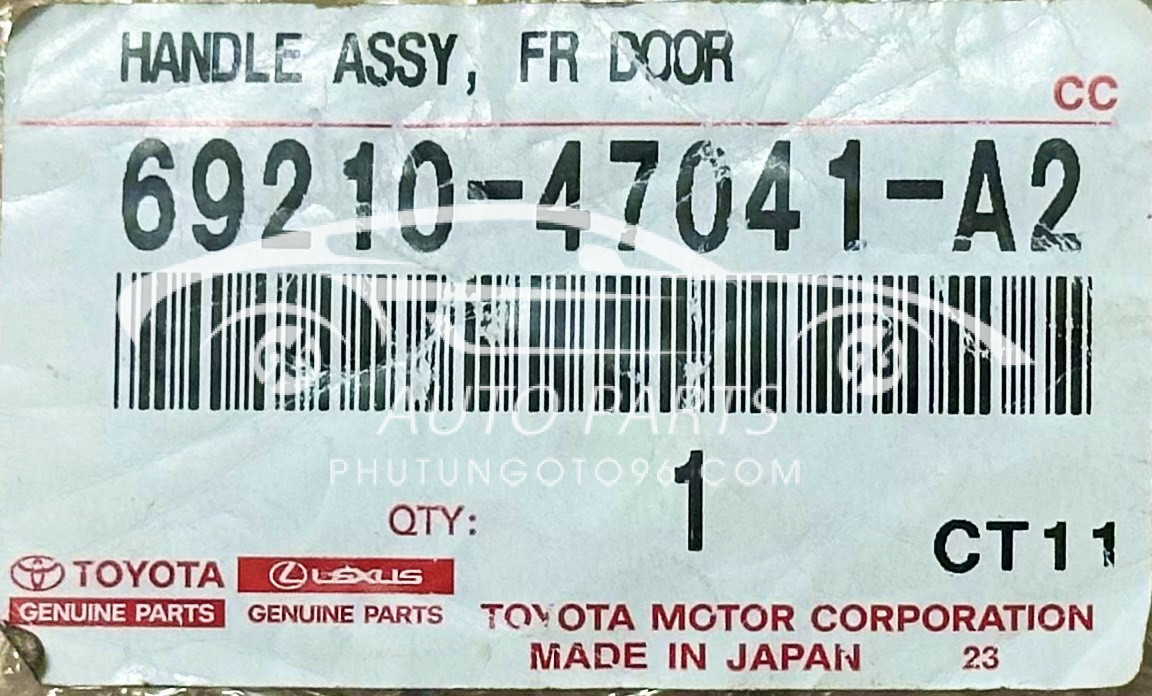 HANDLE ASSY, FR DOOR
CC
69210-47041-A2
AUTO PARTS
PHUTUNGOTO96.COM
QTY: 1
CT11
TOYOTA LEXUS
GENUINE PARTS GENUINE PARTS
TOYOTA MOTOR CORPORATION
MADE IN JAPAN 23